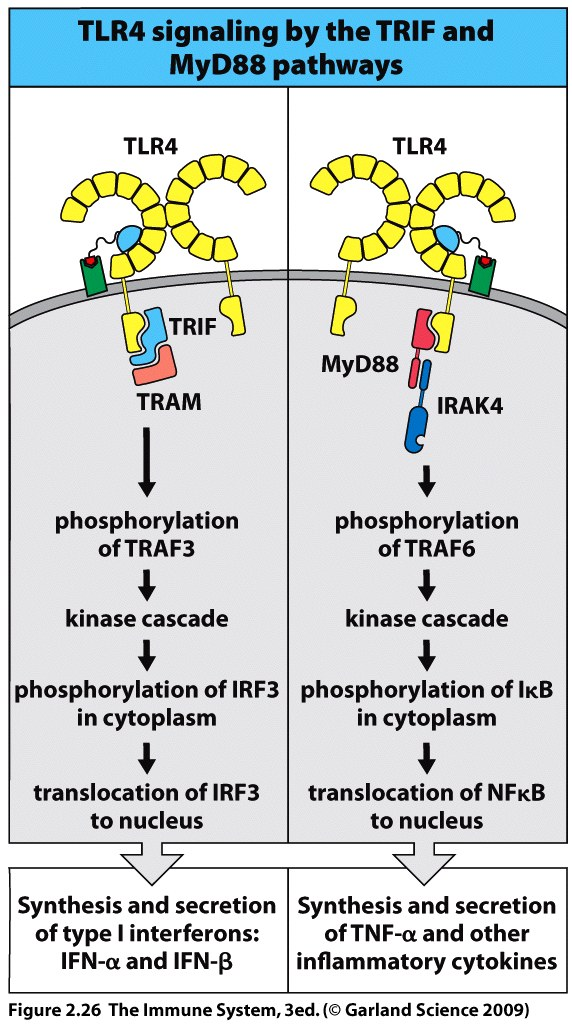 TLR4 signaling by the TRIF and
MyD88 pathways
TLR4
TRIF
TRAM
phosphorylation
of TRAF3
kinase cascade
phosphorylation of IRF3
in cytoplasm
translocation of IRF3
to nucleus
Synthesis and secretion
of type I interferons:
IFN-α and IFN-β
TLR4
MyD88
IRAK4
phosphorylation
of TRAF6
kinase cascade
phosphorylation of IκB
in cytoplasm
translocation of NFκB
to nucleus
Synthesis and secretion
of TNF-α and other
inflammatory cytokines
Figure 2.26 The Immune System, 3ed. (© Garland Science 2009)